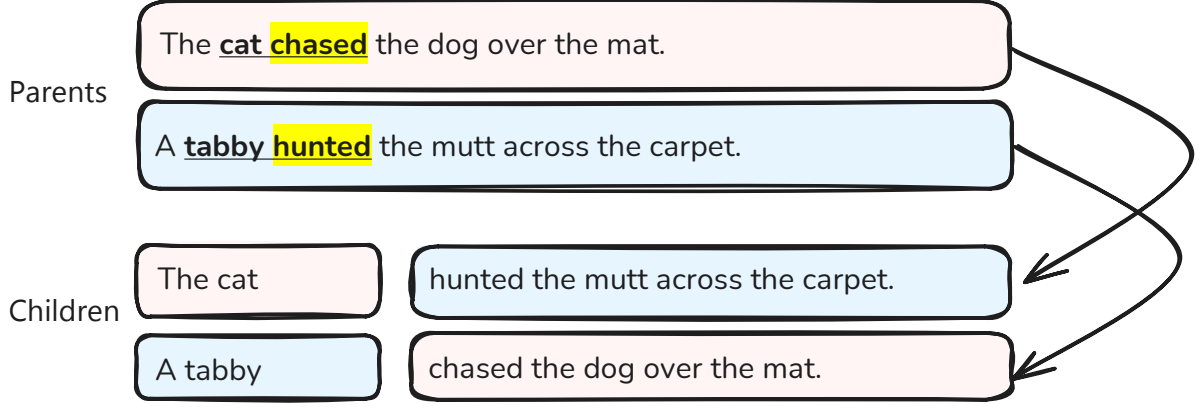 Parents
The cat chased the dog over the mat.
A tabby hunted the mutt across the carpet.
Children
The cat
hunted the mutt across the carpet.
A tabby
chased the dog over the mat.